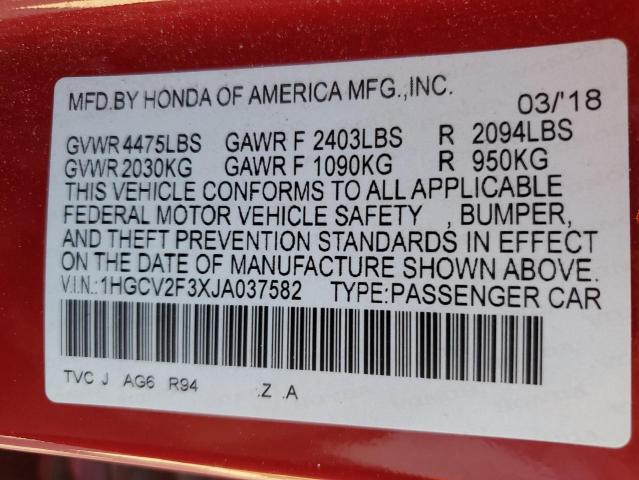 MFD.BY HONDA OF AMERICA MFG.,INC. 03/'18
GVWR 4475LBS GAWR F 2403LBS R 2094LBS
GVWR 2030KG GAWR F 1090KG R 950KG
THIS VEHICLE CONFORMS TO ALL APPLICABLE
FEDERAL MOTOR VEHICLE SAFETY , BUMPER,
AND THEFT PREVENTION STANDARDS IN EFFECT
ON THE DATE OF MANUFACTURE SHOWN ABOVE.
V.I.N.:1HGCV2F3XJA037582 TYPE:PASSENGER CAR
TVC J AG6 R94 .Z .A